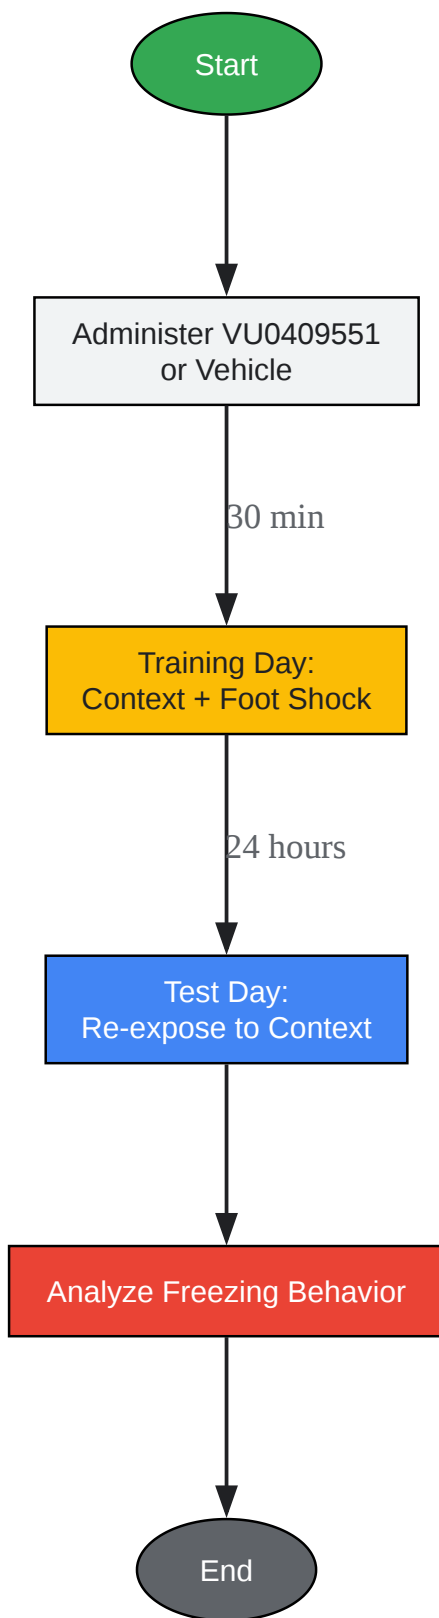 Start
Administer VU0409551
or Vehicle
30 min
Training Day:
Context + Foot Shock
24 hours
Test Day:
Re-expose to Context
Analyze Freezing Behavior
End